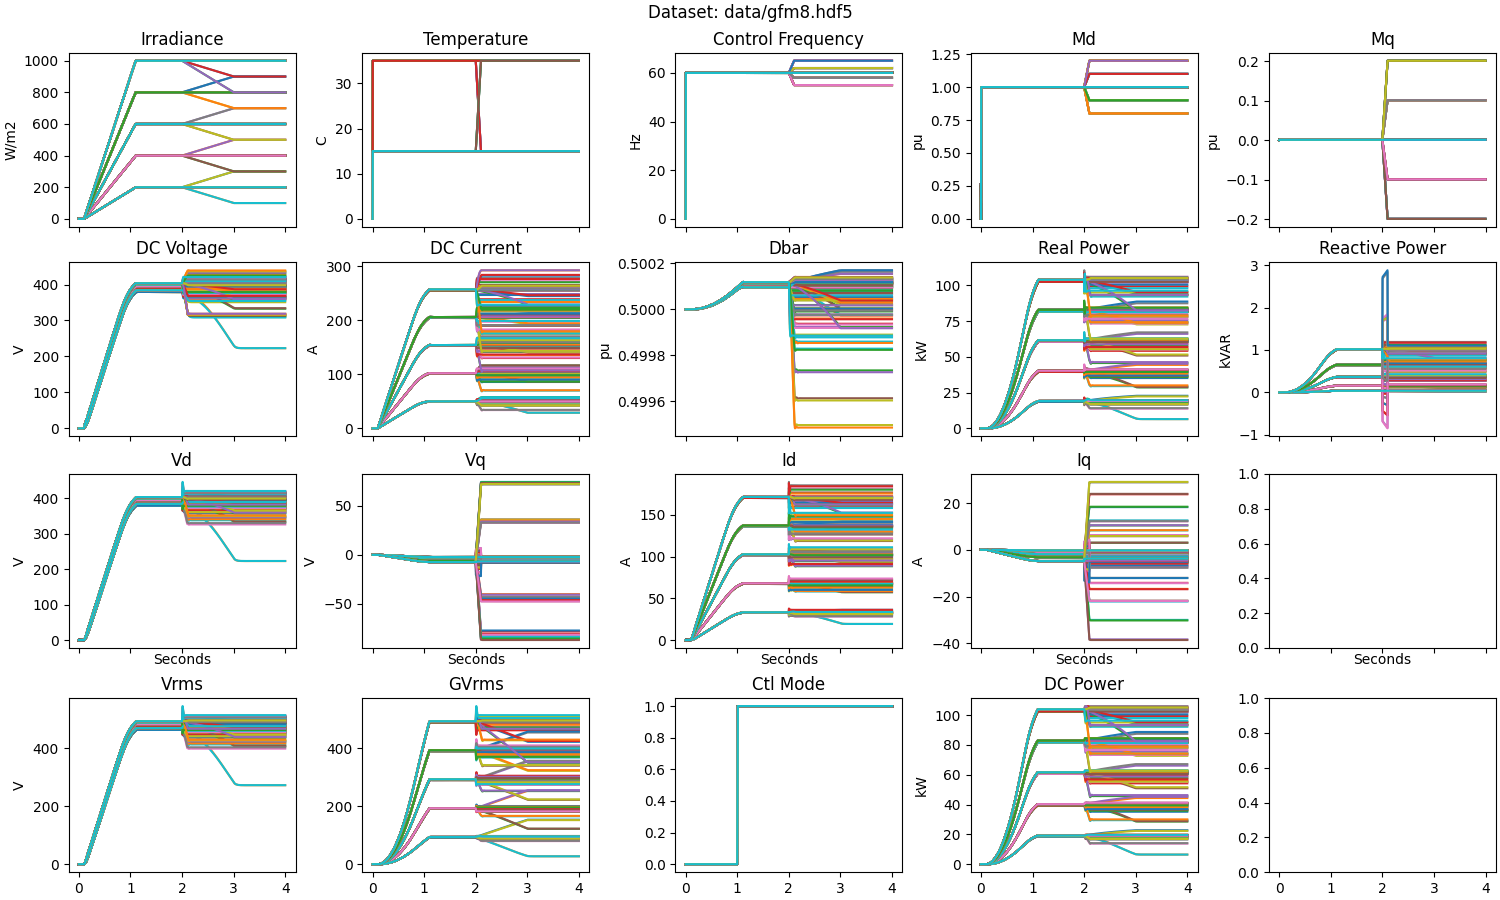 Dataset: data/gfm8.hdf5
Irradiance
Temperature
Control Frequency
Md
Mq
1000
800
600
400
200
0
W/m2
30
20
10
0
C
60
40
20
0
Hz
1.25
1.00
0.75
0.50
0.25
0.00
pu
0.2
0.1
0.0
−0.1
−0.2
pu
DC Voltage
DC Current
Dbar
Real Power
Reactive Power
400
300
200
100
0
V
300
200
100
0
A
0.5002
0.5000
0.4998
0.4996
pu
100
75
50
25
0
kW
3
2
1
0
−1
kVAR
Vd
Vq
Id
Iq
400
300
200
100
0
V
50
0
−50
V
150
100
50
0
A
20
0
−20
−40
A
1.0
0.8
0.6
0.4
0.2
0.0
Seconds
Seconds
Seconds
Seconds
Seconds
Vrms
GVrms
Ctl Mode
DC Power
400
200
0
V
400
200
0
1.0
0.8
0.6
0.4
0.2
0.0
100
80
60
40
20
0
kW
1.0
0.8
0.6
0.4
0.2
0.0
0 1 2 3 4
0 1 2 3 4
0 1 2 3 4
0 1 2 3 4
0 1 2 3 4